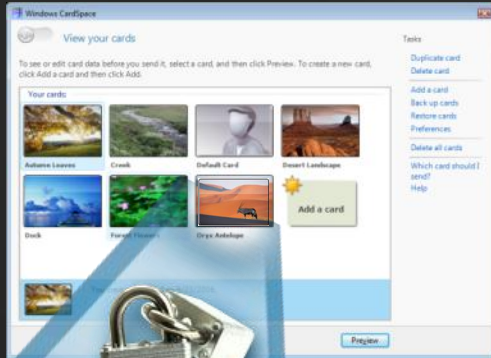 Windows CardSpace
View your cards
To see or edit card data before you send it, select a card, and then click Preview. To create a new card,
click Add a card and then click Add.
Your cards:
Autumn Leaves
Creek
Default Card
Desert Landscape
Dock
Forest Flowers
Oryx Antelope
Add a card
Preview
Tasks
Duplicate card
Delete card
Add a card
Back up cards
Restore cards
Preferences
Delete all cards
Which card should I
send?
Help